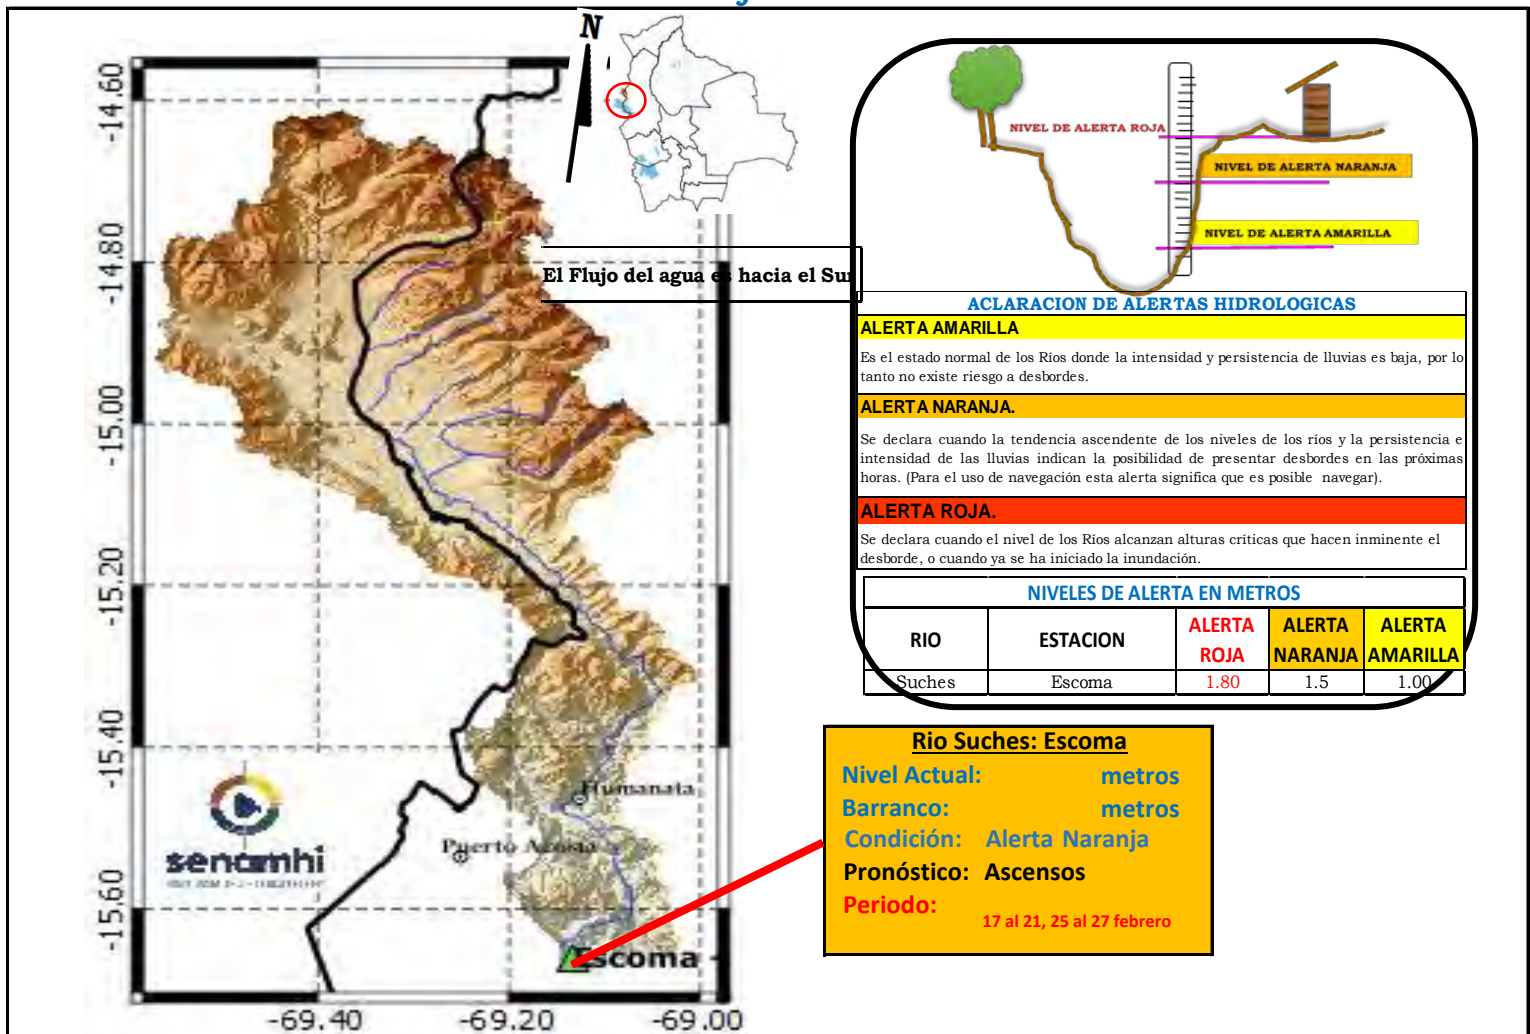 N
-14.60
-14.80
-15.00
-15.20
-15.40
-15.60
-69.40
-69.20
-69.00
El Flujo del agua es hacia el Sur
Humanata
Puerto Acosta
Escoma
senamhi
NIVEL DE ALERTA ROJA
NIVEL DE ALERTA NARANJA
NIVEL DE ALERTA AMARILLA
ACLARACION DE ALERTAS HIDROLOGICAS
ALERTA AMARILLA
Es el estado normal de los Rios donde la intensidad y persistencia de lluvias es baja, por lo
tanto no existe riesgo a desbordes.
ALERTA NARANJA.
Se declara cuando la tendencia ascendente de los niveles de los ríos y la persistencia e
intensidad de las lluvias indican la posibilidad de presentar desbordes en las próximas
horas. (Para el uso de navegación esta alerta significa que es posible navegar).
ALERTA ROJA.
Se declara cuando el nivel de los Ríos alcanzan alturas críticas que hacen inminente el
desborde, o cuando ya se ha iniciado la inundación.
NIVELES DE ALERTA EN METROS
RIO ESTACION ALERTA ROJA ALERTA NARANJA ALERTA AMARILLA
Suches Escoma 1.80 1.5 1.00
Rio Suches: Escoma
Nivel Actual: metros
Barranco: metros
Condición: Alerta Naranja
Pronóstico: Ascensos
Periodo:
17 al 21, 25 al 27 febrero